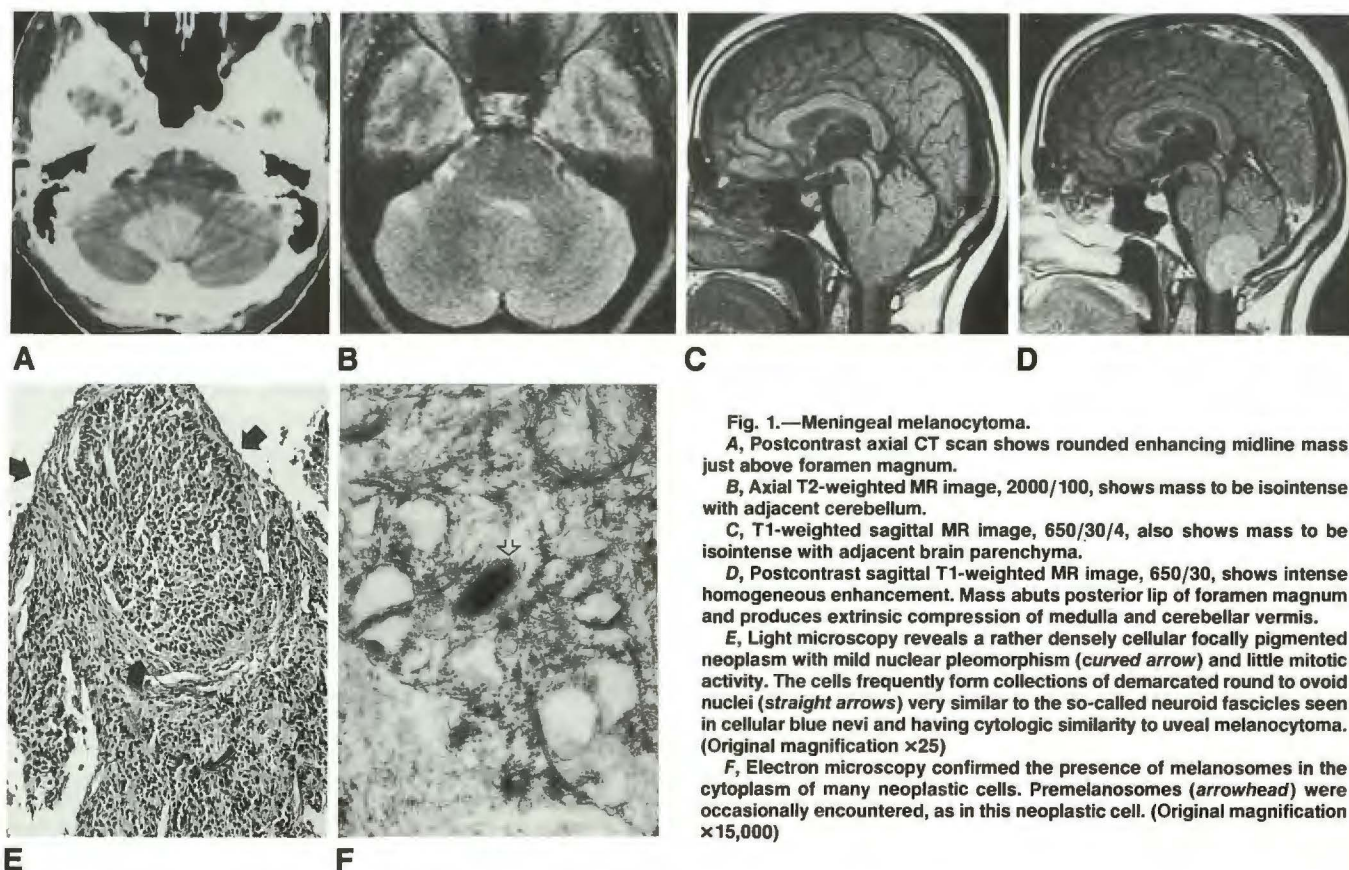 A
B
C
D
E
F
Fig. 1.—Meningeal melanocytoma.
A, Postcontrast axial CT scan shows rounded enhancing midline mass
just above foramen magnum.
B, Axial T2-weighted MR image, 2000/100, shows mass to be isointense
with adjacent cerebellum.
C, T1-weighted sagittal MR image, 650/30/4, also shows mass to be
isointense with adjacent brain parenchyma.
D, Postcontrast sagittal T1-weighted MR image, 650/30, shows intense
homogeneous enhancement. Mass abuts posterior lip of foramen magnum
and produces extrinsic compression of medulla and cerebellar vermis.
E, Light microscopy reveals a rather densely cellular focally pigmented
neoplasm with mild nuclear pleomorphism (curved arrow) and little mitotic
activity. The cells frequently form collections of demarcated round to ovoid
nuclei (straight arrows) very similar to the so-called neuroid fascicles seen
in cellular blue nevi and having cytologic similarity to uveal melanocytoma.
(Original magnification ×25)
F, Electron microscopy confirmed the presence of melanosomes in the
cytoplasm of many neoplastic cells. Premelanosomes (arrowhead) were
occasionally encountered, as in this neoplastic cell. (Original magnification
×15,000)